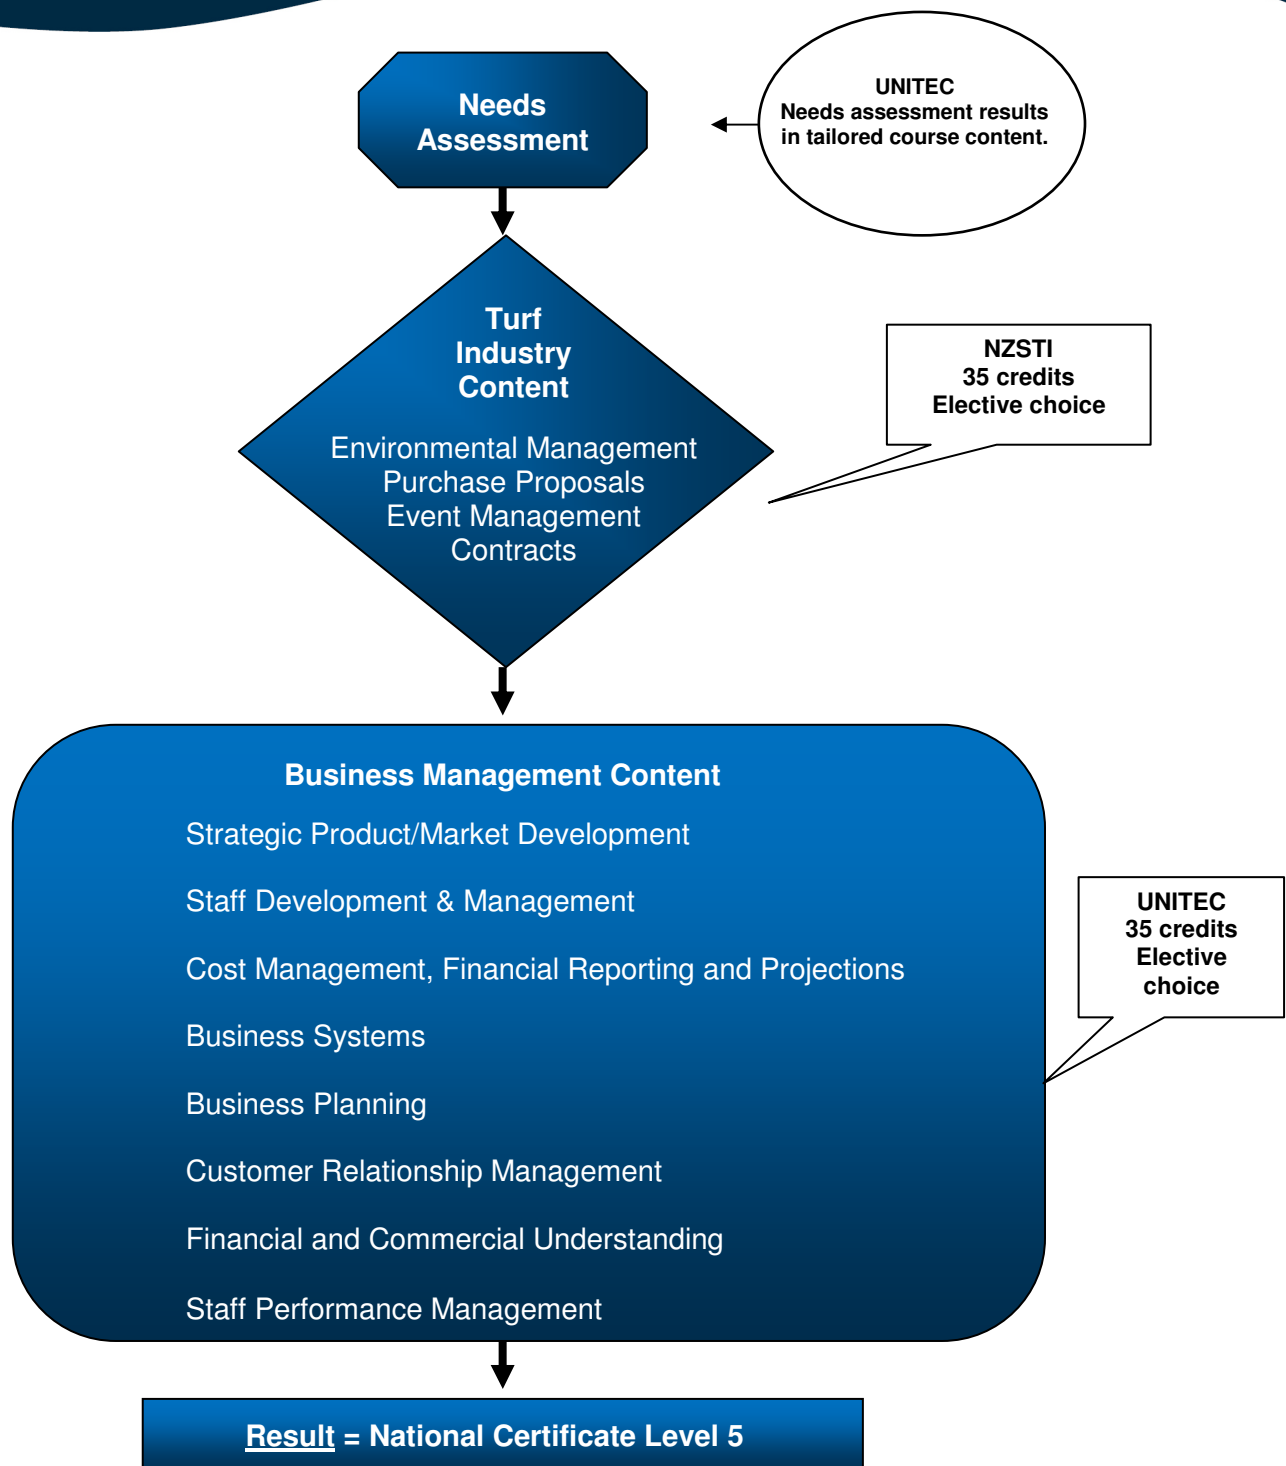 Needs
Assessment
UNITEC
Needs assessment results
in tailored course content.
Turf
Industry
Content
Environmental Management
Purchase Proposals
Event Management
Contracts
NZSTI
35 credits
Elective choice
Business Management Content
Strategic Product/Market Development
Staff Development & Management
Cost Management, Financial Reporting and Projections
Business Systems
Business Planning
Customer Relationship Management
Financial and Commercial Understanding
Staff Performance Management
UNITEC
35 credits
Elective
choice
Result = National Certificate Level 5